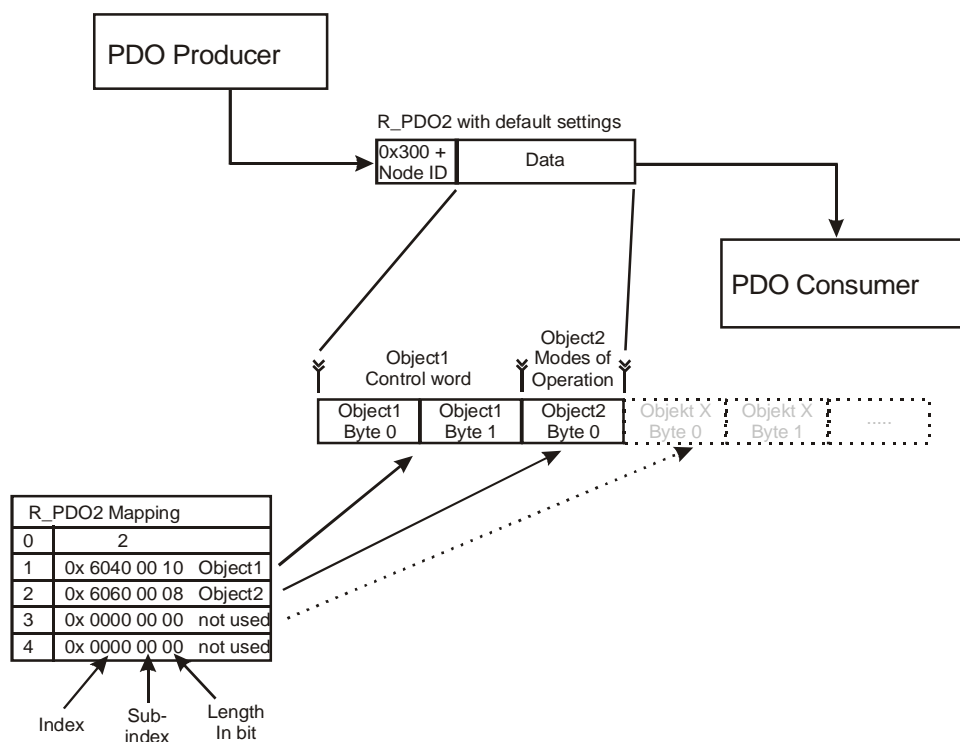 PDO Producer
R_PDO2 with default settings
0x300 +
Node ID
Data
PDO Consumer
Object1
Control word
Object2
Modes of
Operation
Object1
Byte 0
Object1
Byte 1
Object2
Byte 0
Objekt X
Byte 0
Objekt X
Byte 1
.....
R_PDO2 Mapping
0 2
1 0x 6040 00 10 Object1
2 0x 6060 00 08 Object2
3 0x 0000 00 00 not used
4 0x 0000 00 00 not used
Index
Sub-
index
Length
In bit